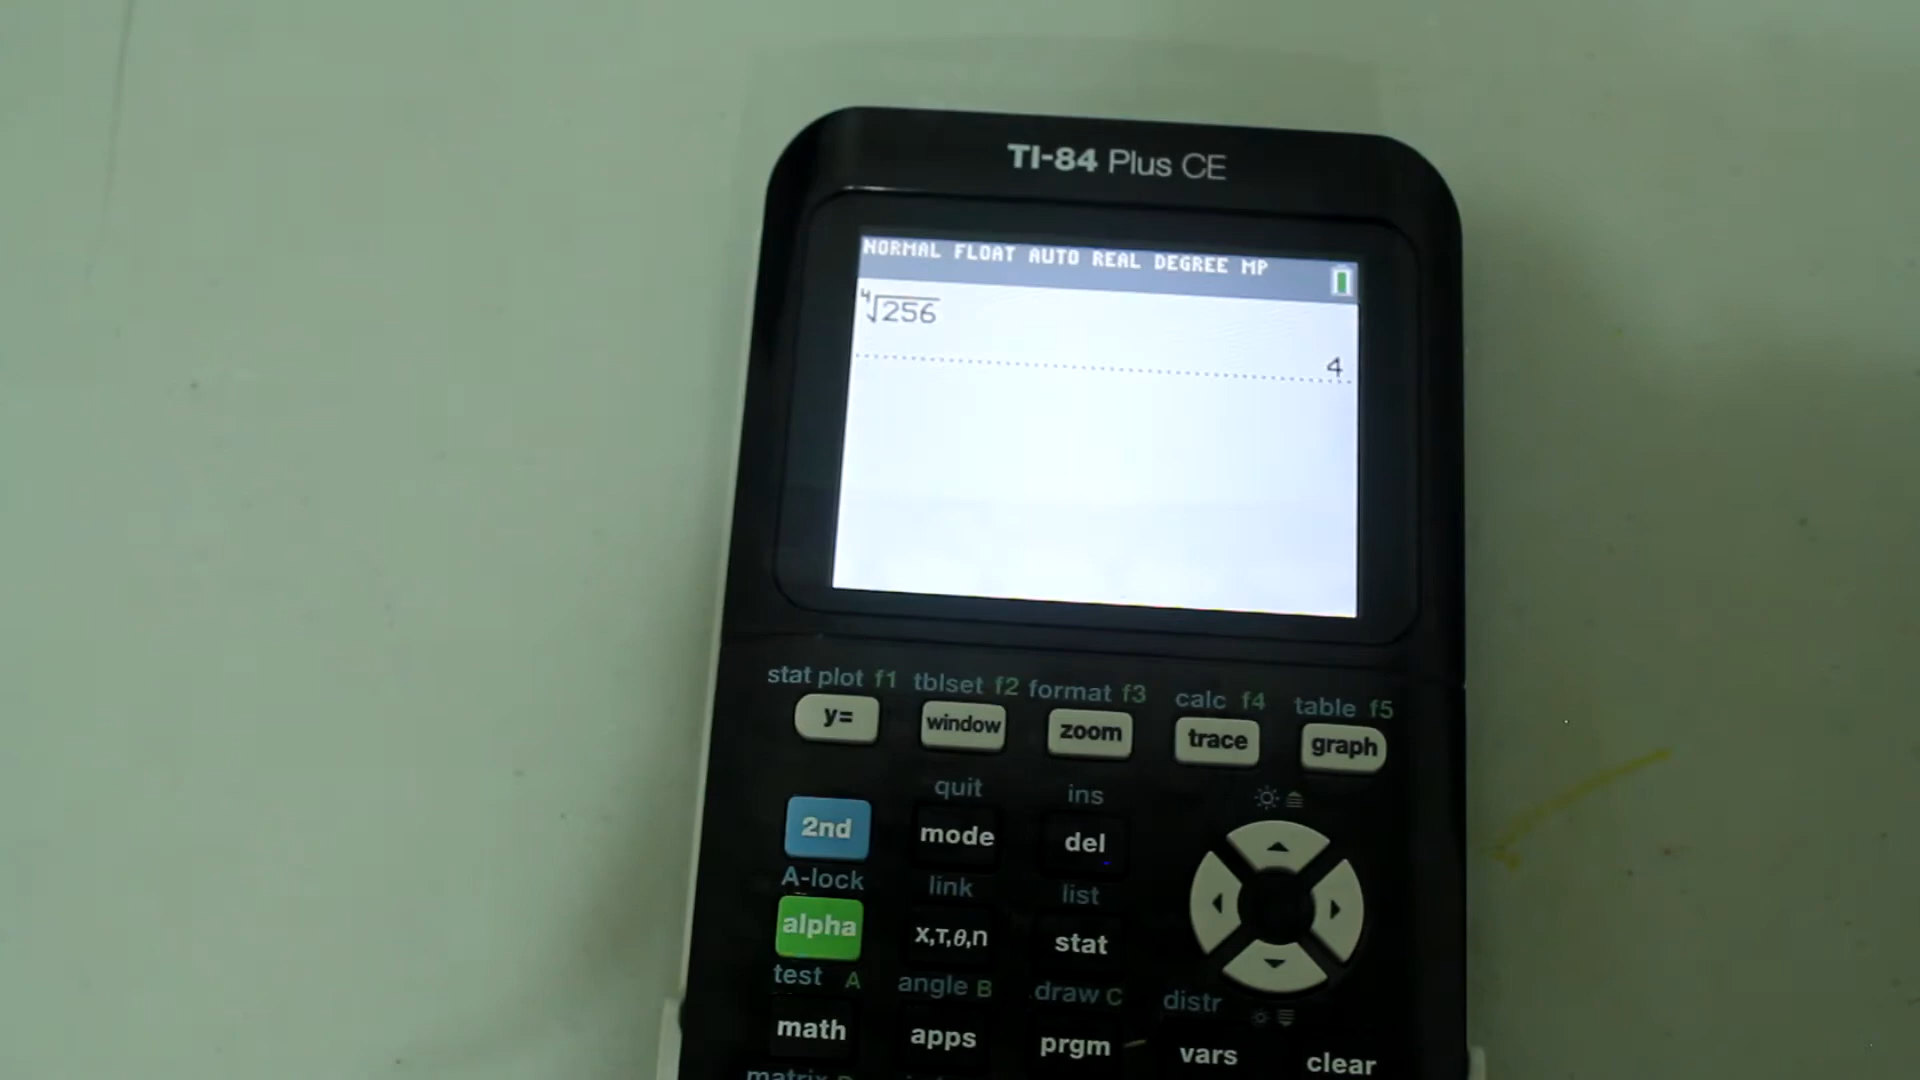 TI-84 Plus CE
NORMAL FLOAT AUTO REAL DEGREE MP
⁴√256
4
stat plot f1 tblset f2 format f3 calc f4 table f5
y= window zoom trace graph
quit ins
2nd mode del
A-lock link list
alpha X,T,θ,n stat
test A angle B draw C distr
math apps prgm vars clear
matrix